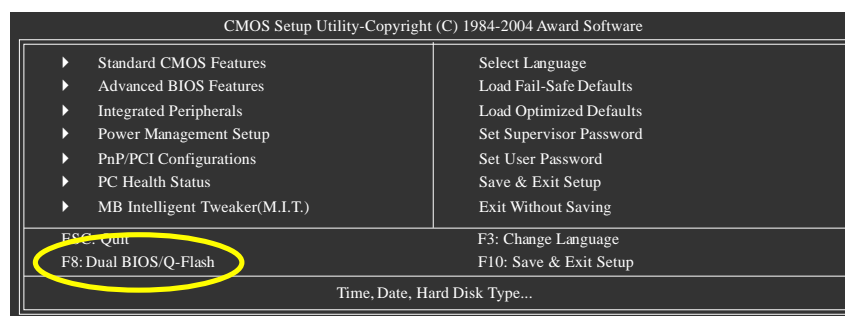 CMOS Setup Utility-Copyright (C) 1984-2004 Award Software
Standard CMOS Features
Advanced BIOS Features
Integrated Peripherals
Power Management Setup
PnP/PCI Configurations
PC Health Status
MB Intelligent Tweaker(M.I.T.)
Select Language
Load Fail-Safe Defaults
Load Optimized Defaults
Set Supervisor Password
Set User Password
Save & Exit Setup
Exit Without Saving
ESC: Quit
F8: Dual BIOS/Q-Flash
F3: Change Language
F10: Save & Exit Setup
Time, Date, Hard Disk Type...